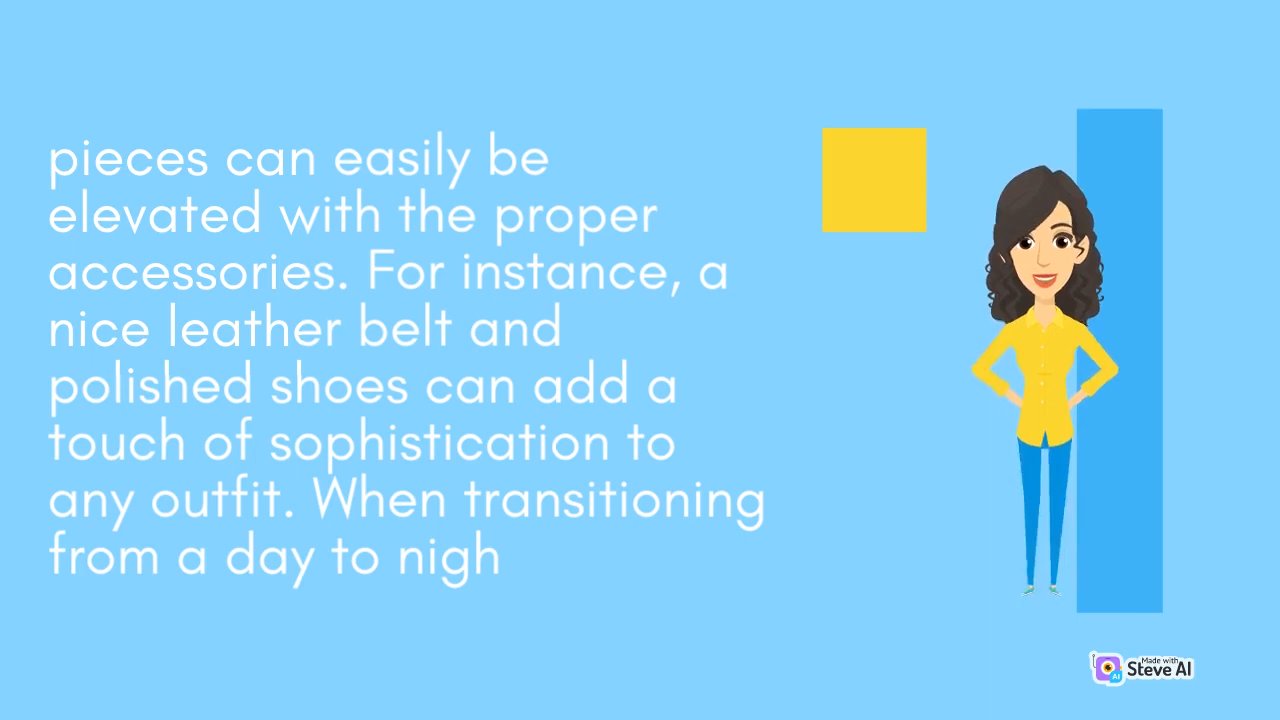 pieces can easily be
elevated with the proper
accessories. For instance, a
nice leather belt and
polished shoes can add a
touch of sophistication to
any outfit. When transitioning
from a day to nigh
Made with
Steve AI
AI